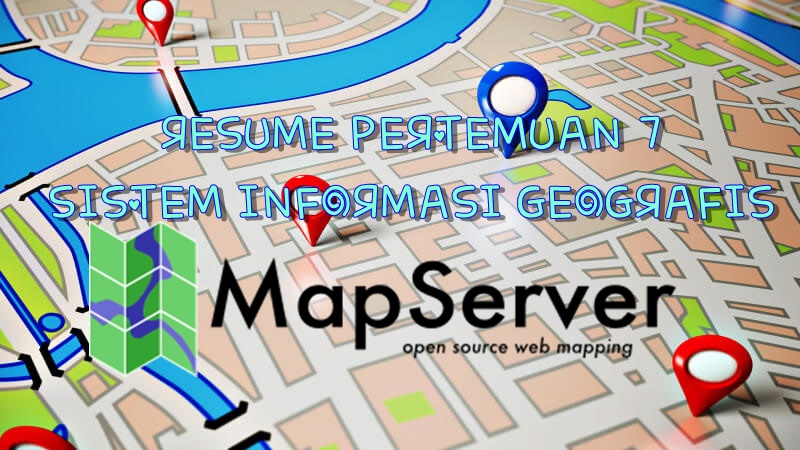 RESUME PERTEMUAN 7
SISTEM INFORMASI GEOGRAFIS
MapServer
open source web mapping